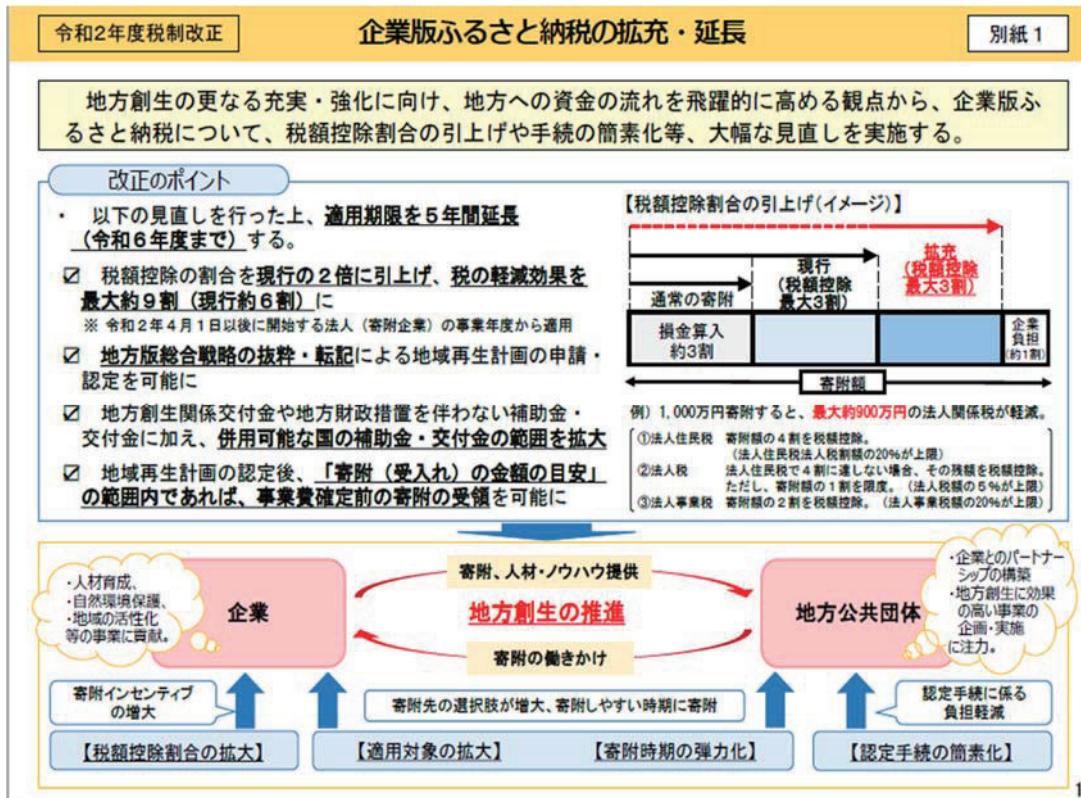 令和２年度税制改正
企業版ふるさと納税の拡充・延長
別紙１
地方創生の更なる充実・強化に向け、地方への資金の流れを飛躍的に高める観点から、企業版ふ
るさと納税について、税額控除割合の引上げや手続の簡素化等、大幅な見直しを実施する。
改正のポイント
・ 以下の見直しを行った上、適用期限を５年間延長
（令和６年度まで）する。
☑ 税額控除の割合を現行の２倍に引上げ、税の軽減効果を
最大約９割（現行約６割）に
※ 令和２年４月１日以後に開始する法人（寄附企業）の事業年度から適用
☑ 地方版総合戦略の抜粋・転記による地域再生計画の申請・
認定を可能に
☑ 地方創生関係交付金や地方財政措置を伴わない補助金・
交付金に加え、併用可能な国の補助金・交付金の範囲を拡大
☑ 地域再生計画の認定後、「寄附（受入れ）の金額の目安」
の範囲内であれば、事業費確定前の寄附の受領を可能に
【税額控除割合の引上げ（イメージ）】
通常の寄附
現行
（税額控除
最大3割）
拡充
（税額控除
最大3割）
損金算入
約3割
企業
負担
（約1割）
寄附額
例）1,000万円寄附すると、最大約900万円の法人関係税が軽減。
①法人住民税 寄附額の４割を税額控除。
（法人住民税法人税割額の20％が上限）
②法人税 法人住民税で４割に達しない場合、その残額を税額控除。
ただし、寄附額の１割を限度。（法人税額の５％が上限）
③法人事業税 寄附額の２割を税額控除。（法人事業税額の20％が上限）
・人材育成、
・自然環境保護、
・地域の活性化
等の事業に貢献。
企業
寄附、人材・ノウハウ提供
地方創生の推進
寄附の働きかけ
地方公共団体
・企業とのパートナー
シップの構築
・地方創生に効果
の高い事業の
企画・実施
に注力。
寄附インセンティブ
の増大
寄附先の選択肢が増大、寄附しやすい時期に寄附
認定手続に係る
負担軽減
【税額控除割合の拡大】
【適用対象の拡大】
【寄附時期の弾力化】
【認定手続の簡素化】
1